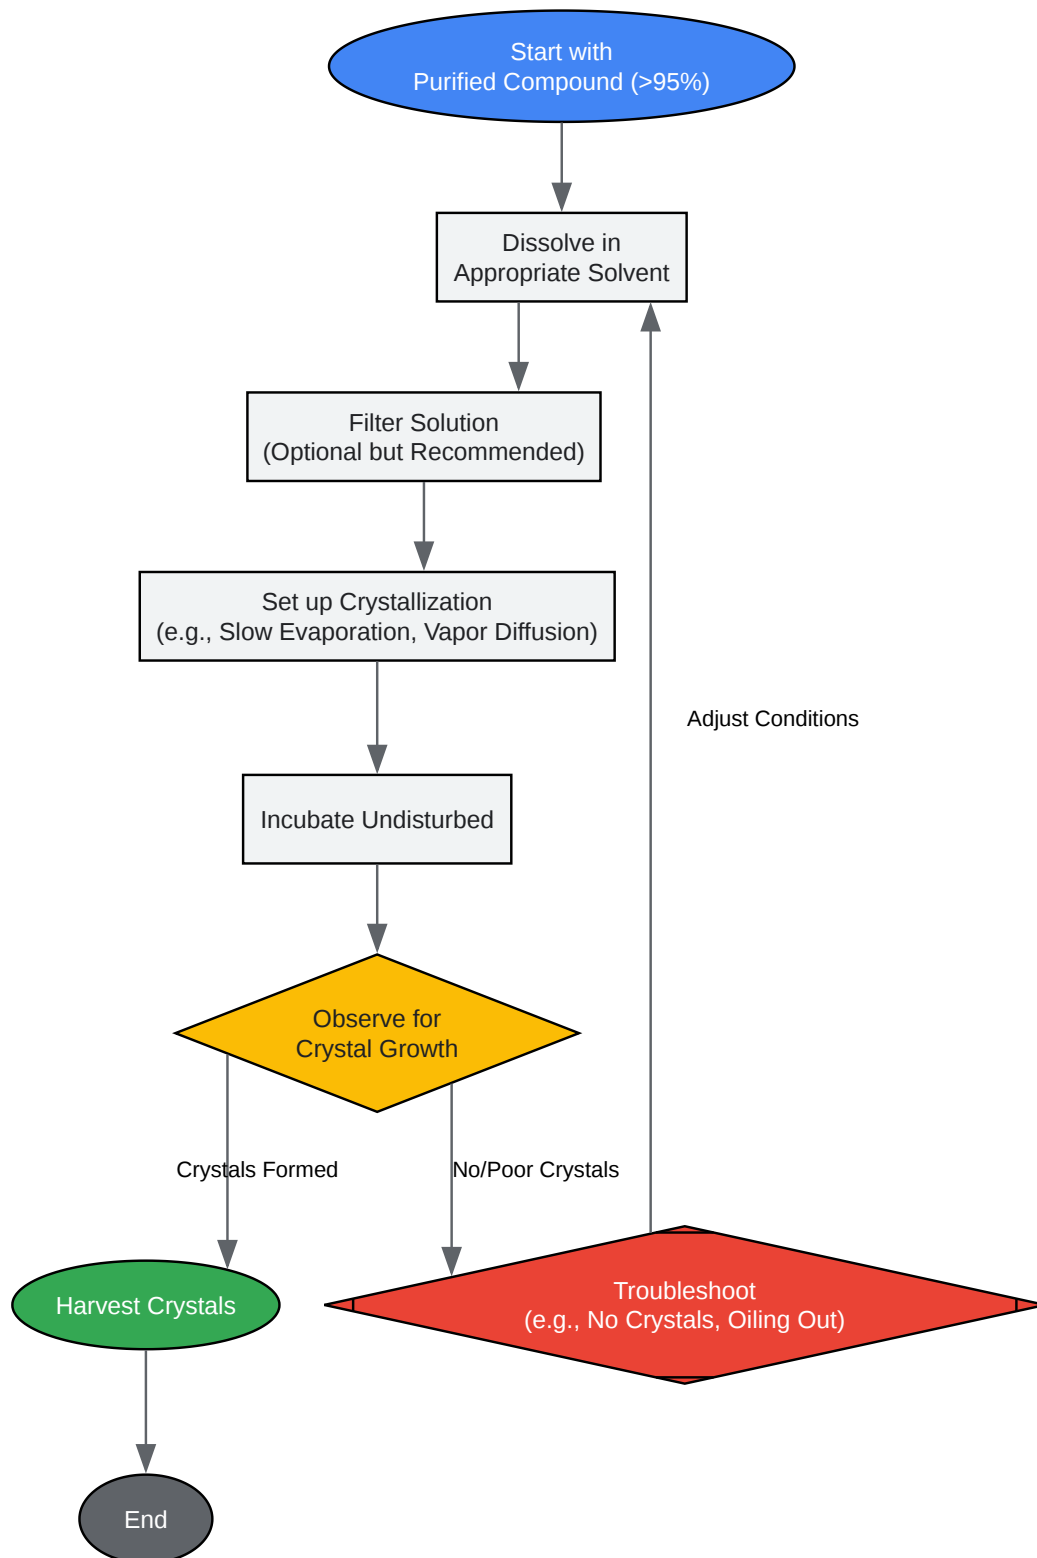 Start with
Purified Compound (>95%)
Dissolve in
Appropriate Solvent
Filter Solution
(Optional but Recommended)
Set up Crystallization
(e.g., Slow Evaporation, Vapor Diffusion)
Adjust Conditions
Incubate Undisturbed
Observe for
Crystal Growth
Crystals Formed
No/Poor Crystals
Harvest Crystals
Troubleshoot
(e.g., No Crystals, Oiling Out)
End